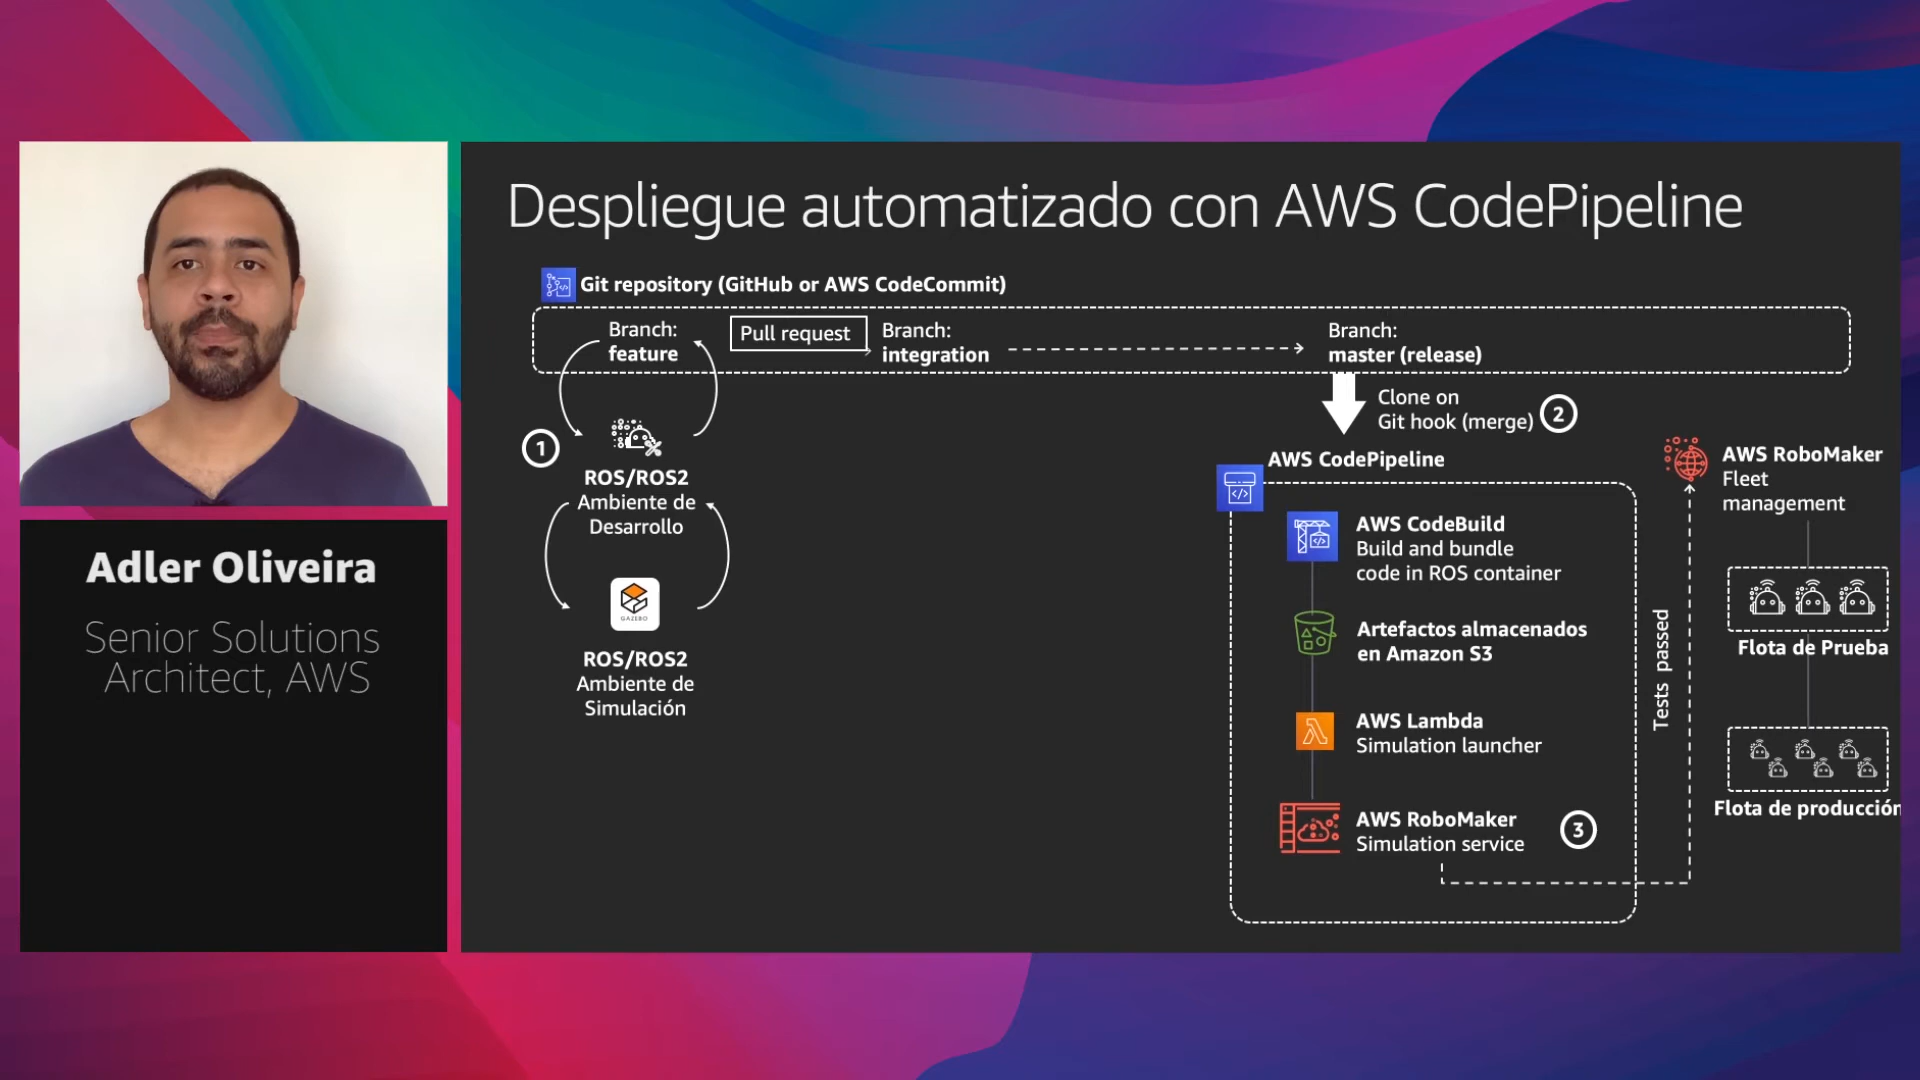 Adler Oliveira
Senior Solutions
Architect, AWS
Despliegue automatizado con AWS CodePipeline
Git repository (GitHub or AWS CodeCommit)
Branch:
feature
Pull request
Branch:
integration
Branch:
master (release)
Clone on
Git hook (merge)
2
1
ROS/ROS2
Ambiente de
Desarrollo
GAZEBO
ROS/ROS2
Ambiente de
Simulación
AWS CodePipeline
AWS CodeBuild
Build and bundle
code in ROS container
Artefactos almacenados
en Amazon S3
AWS Lambda
Simulation launcher
AWS RoboMaker
Simulation service
3
Tests passed
AWS RoboMaker
Fleet
management
Flota de Prueba
Flota de producción